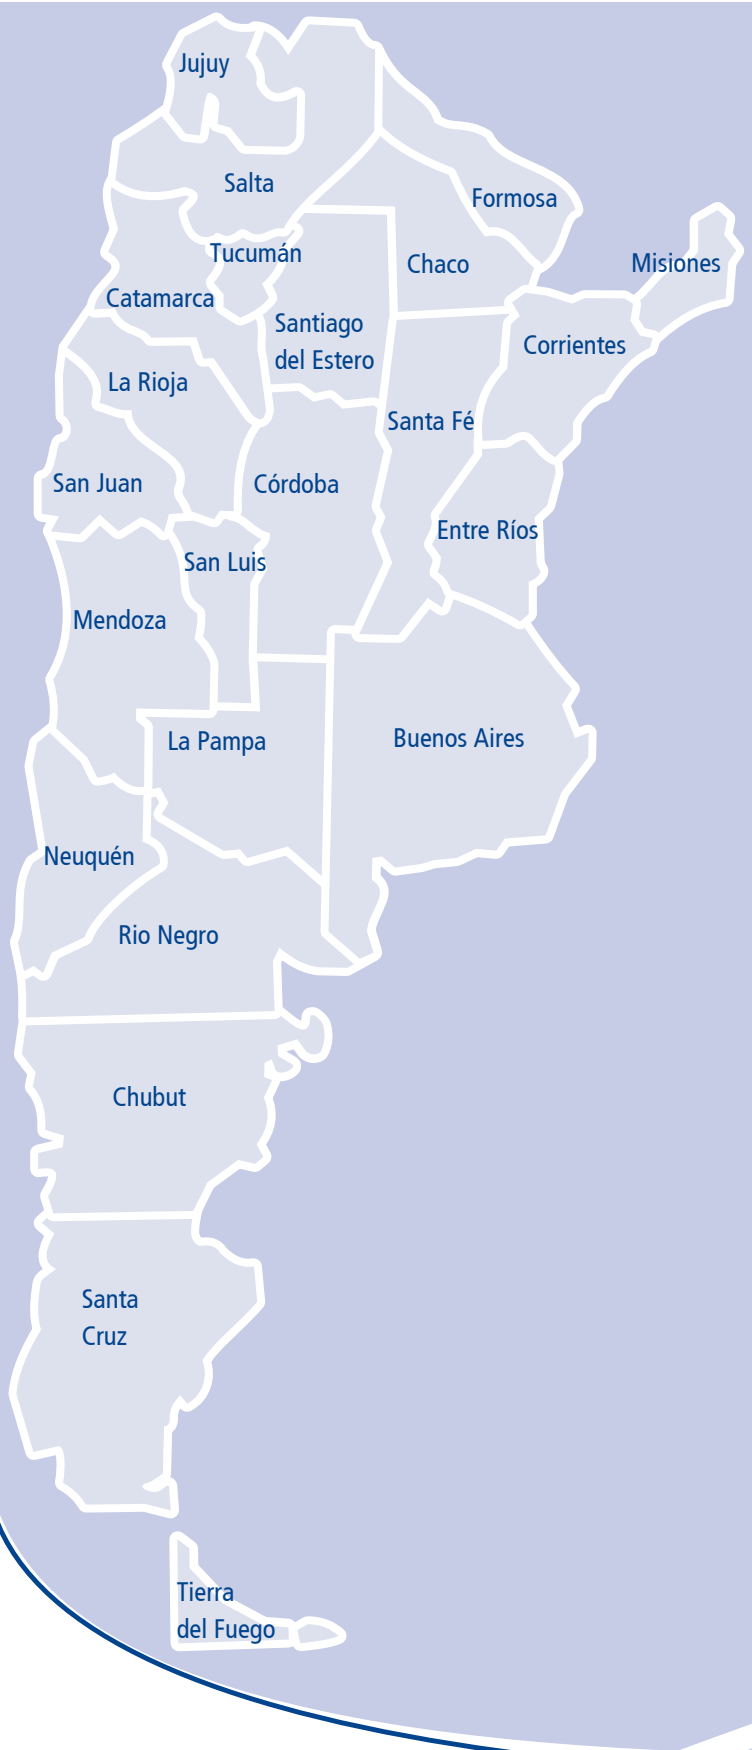 Jujuy
Salta
Formosa
Tucumán
Chaco
Misiones
Catamarca
Santiago
del Estero
Corrientes
La Rioja
Santa Fé
San Juan
Córdoba
Entre Ríos
San Luis
Mendoza
La Pampa
Buenos Aires
Neuquén
Rio Negro
Chubut
Santa
Cruz
Tierra
del Fuego